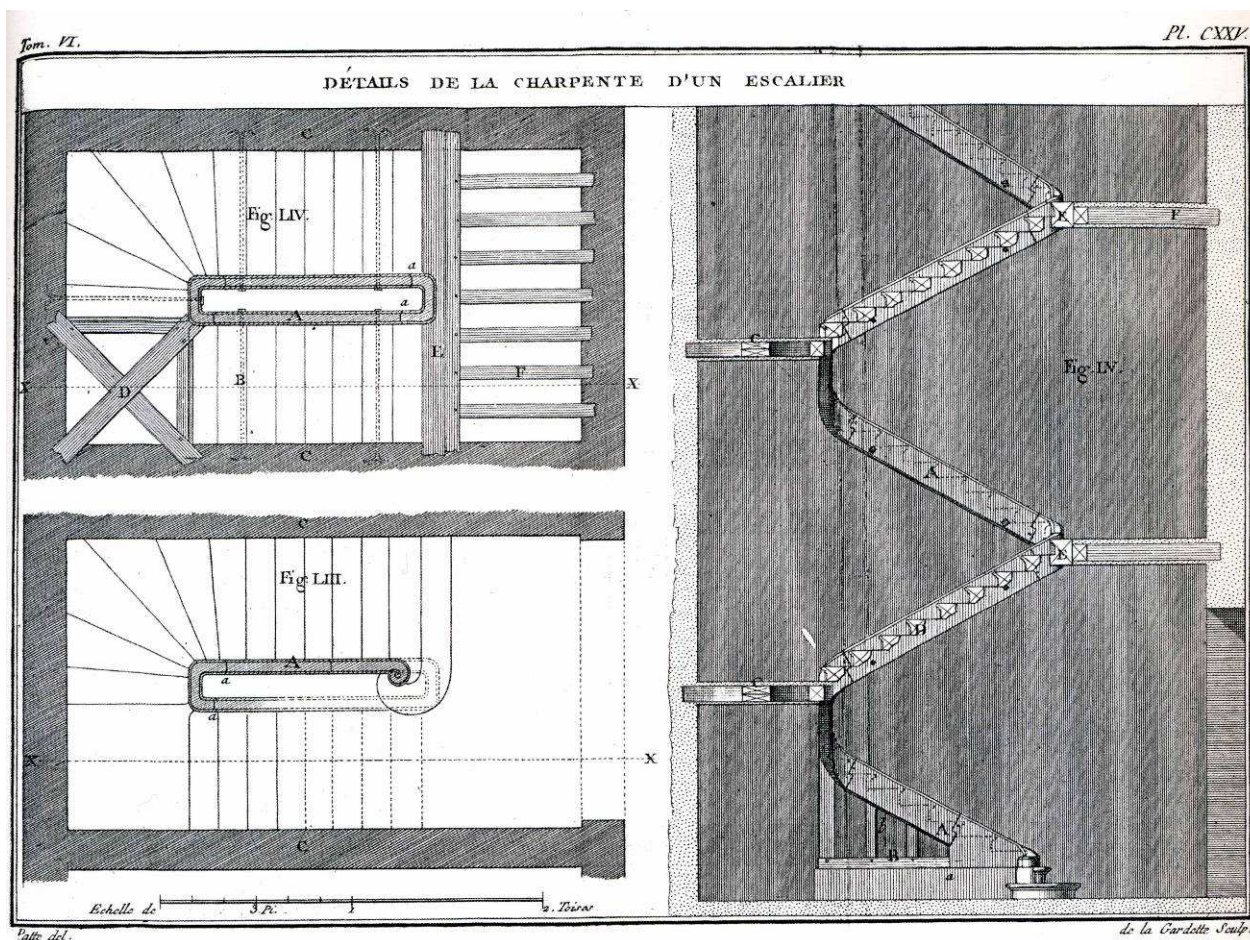 Tom. VI.
Pl. CXXV.
DÉTAILS DE LA CHARPENTE D'UN ESCALIER
C
Fig. LIV.
a
a
A
E
B
F
X
X
D
C
C
Fig. LIII.
A
a
a
X
X
C
Echelle de 3 Pi. 1 2. Toises
a
E
F
C
Fig. LV.
A
a
E
D
C
A
B
a
Patte del.
de la Gardette Sculp.